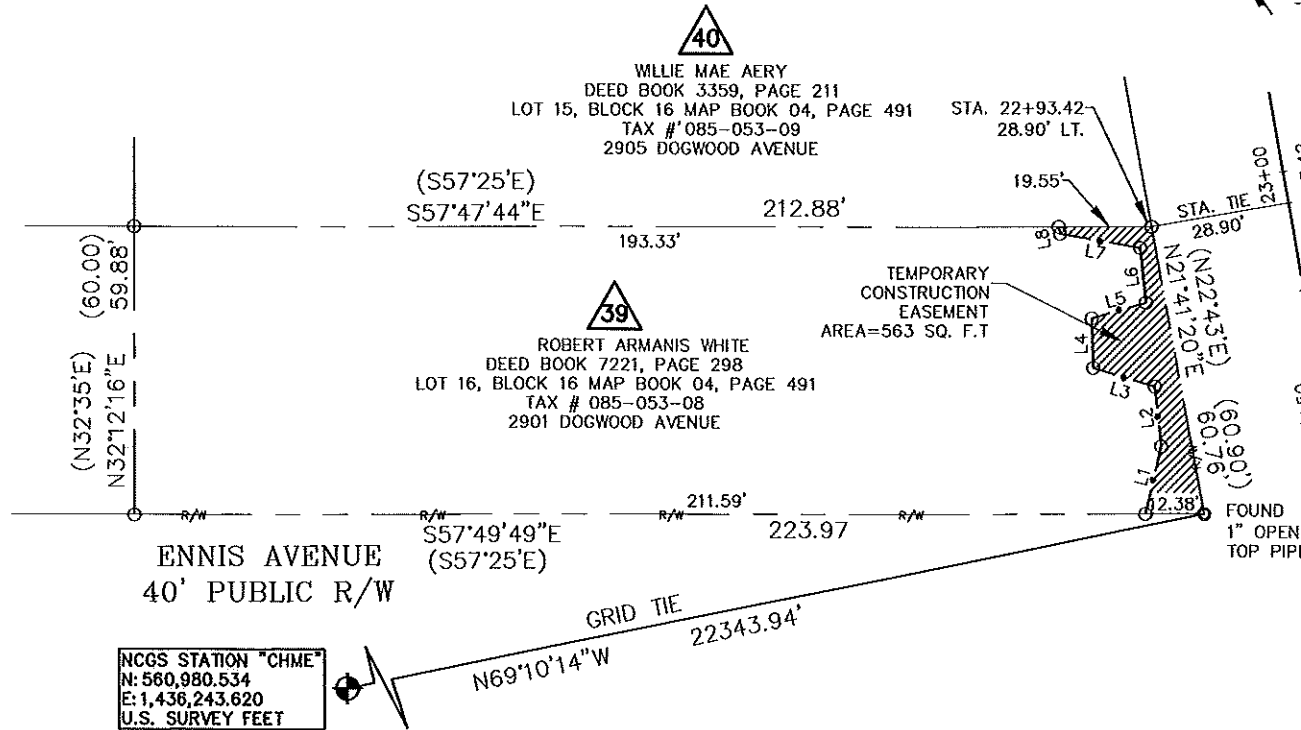 40
WILLIE MAE AERY
DEED BOOK 3359, PAGE 211
LOT 15, BLOCK 16 MAP BOOK 04, PAGE 491
TAX #'085-053-09
2905 DOGWOOD AVENUE
STA. 22+93.42
28.90' LT.
23+00
STA. TIE
28.90'
(S57°25'E)
S57°47'44"E
212.88'
19.55'
193.33'
(60.00)
59.88'
(N32°35'E)
N32°12'16"E
L8
L7
L6
L5
L4
L3
L2
L1
TEMPORARY
CONSTRUCTION
EASEMENT
AREA=563 SQ. F.T
(N22°43'E)
N21°41'20"E
(60.90')
60.76'
39
ROBERT ARMANIS WHITE
DEED BOOK 7221, PAGE 298
LOT 16, BLOCK 16 MAP BOOK 04, PAGE 491
TAX # 085-053-08
2901 DOGWOOD AVENUE
R/W
R/W
R/W
R/W
R/W
211.59'
12.38'
S57°49'49"E
(S57°25'E)
223.97
FOUND
1" OPEN
TOP PIPE
ENNIS AVENUE
40' PUBLIC R/W
GRID TIE
22343.94'
N69°10'14"W
NCGS STATION "CHME"
N: 560,980.534
E: 1,436,243.620
U.S. SURVEY FEET